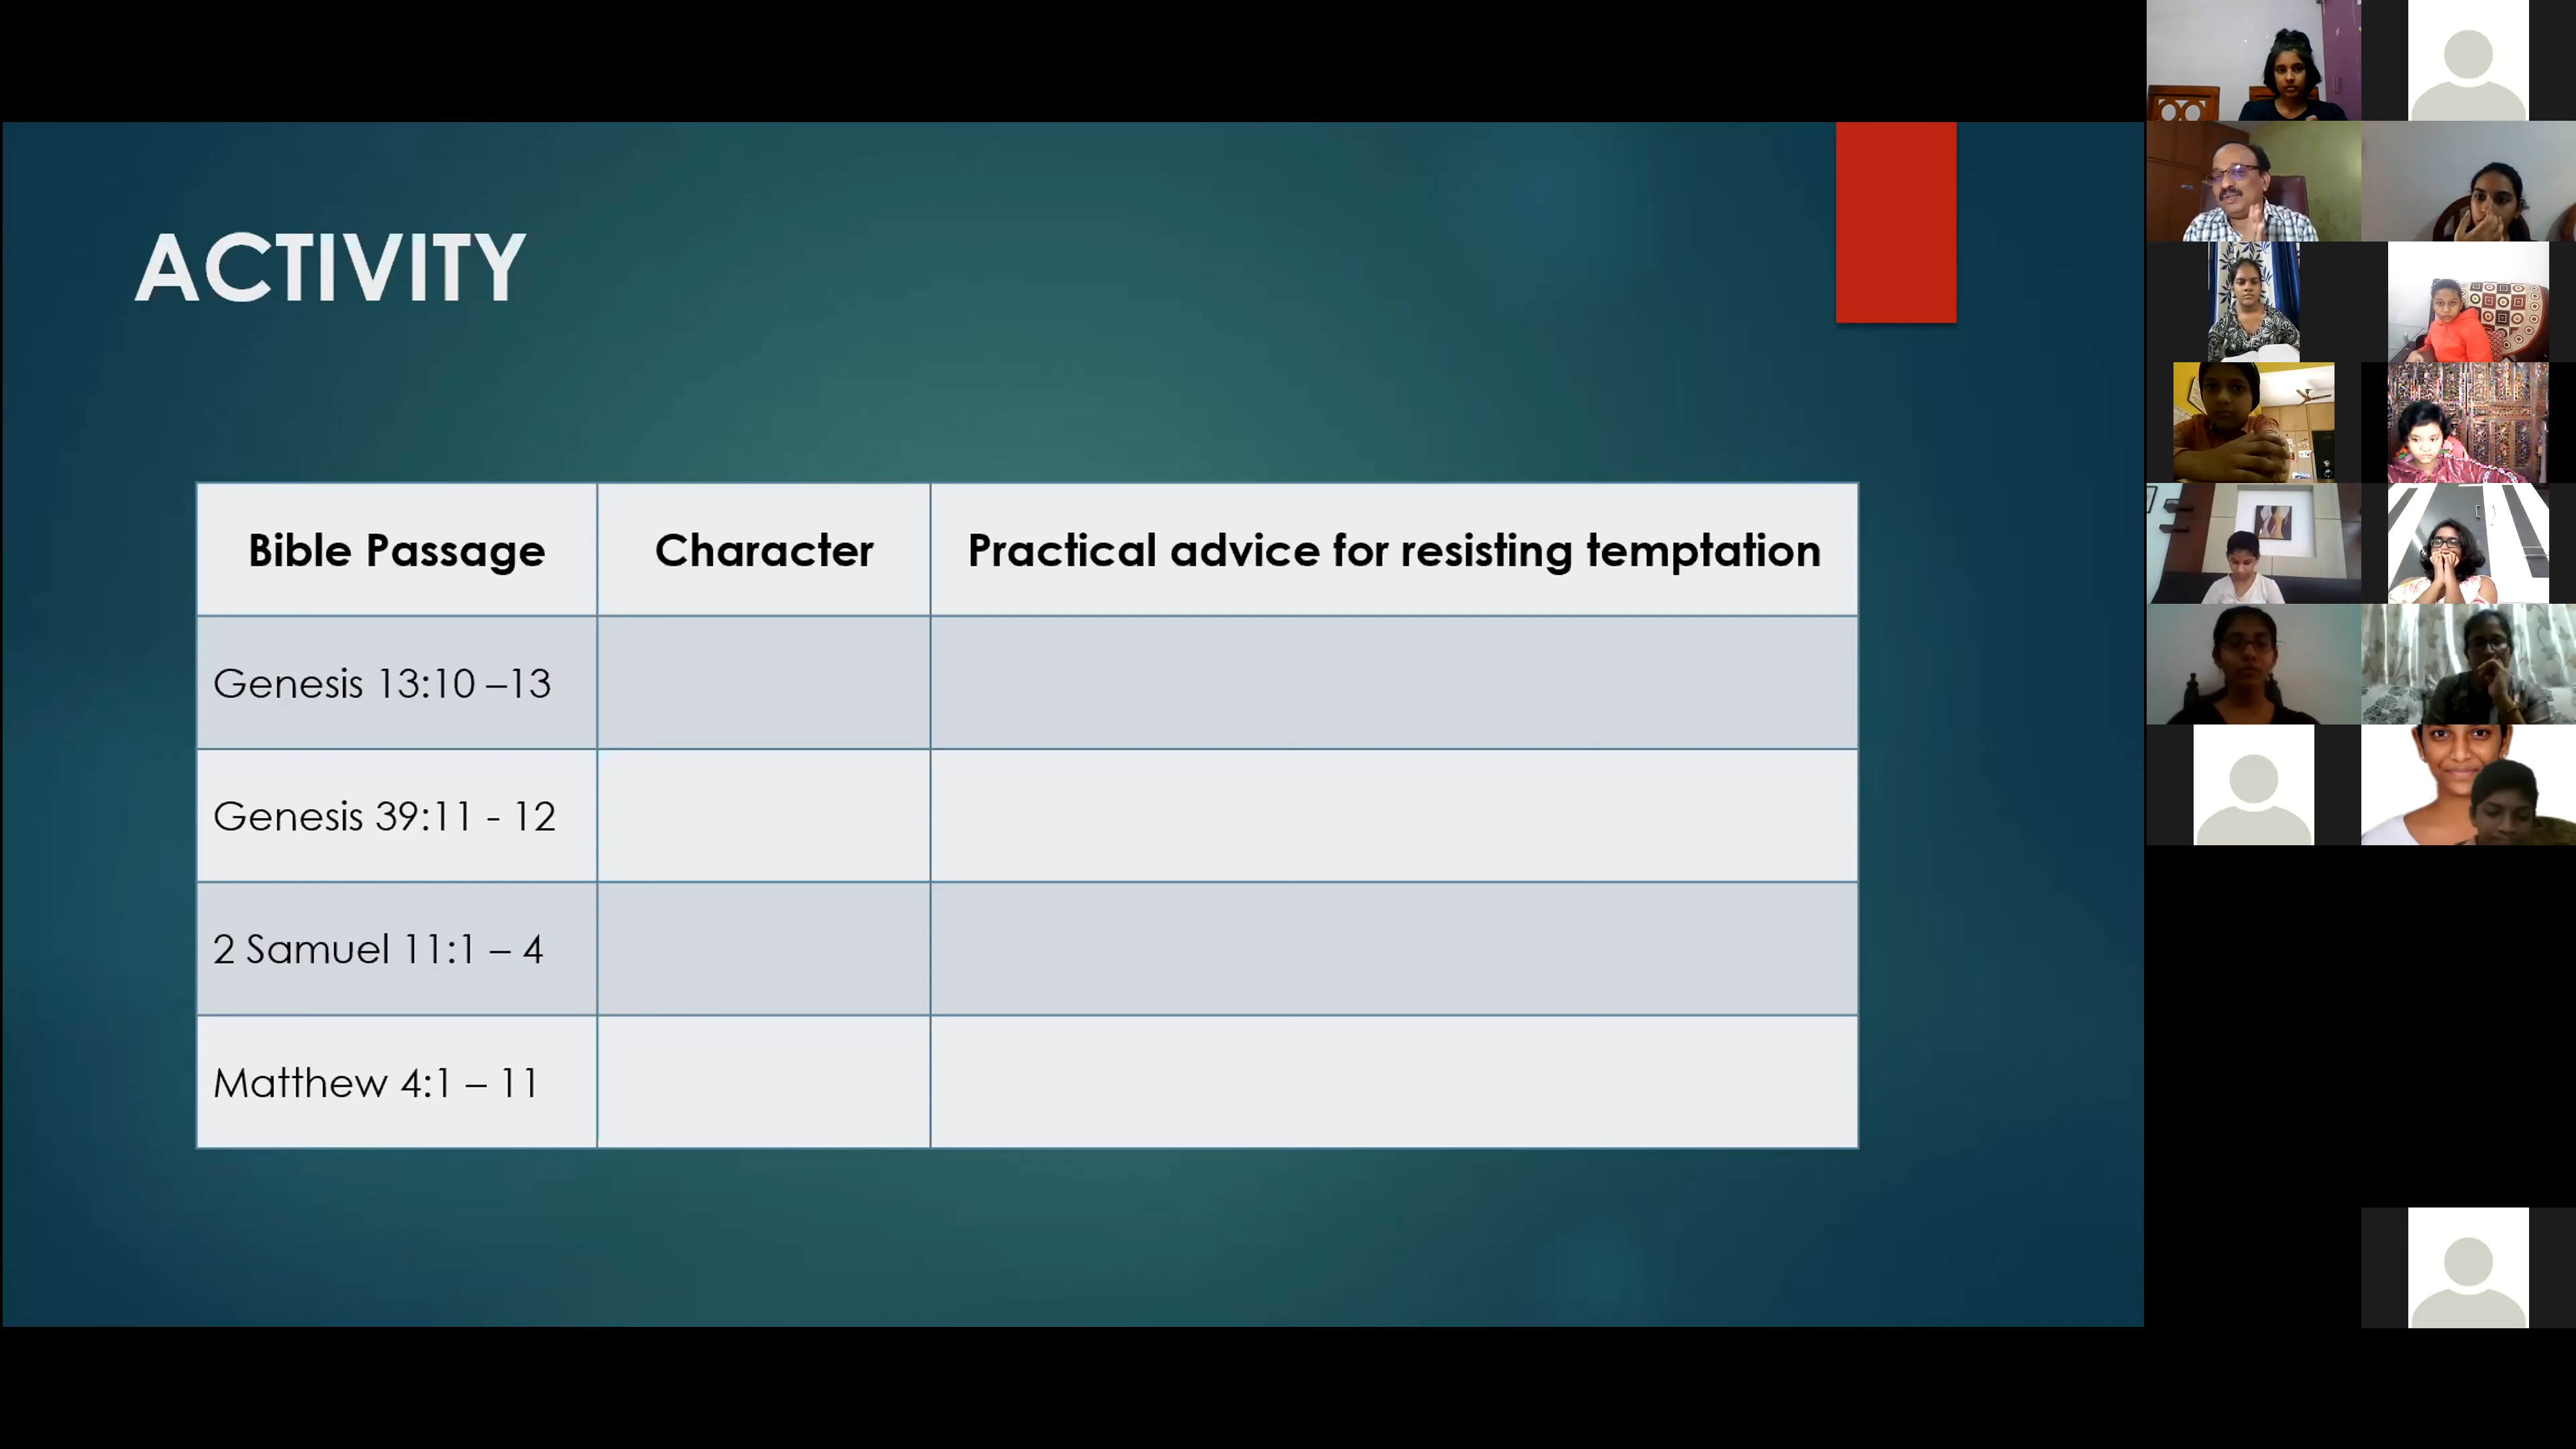 ACTIVITY
Bible Passage Character Practical advice for resisting temptation
Genesis 13:10 –13
Genesis 39:11 - 12
2 Samuel 11:1 – 4
Matthew 4:1 – 11